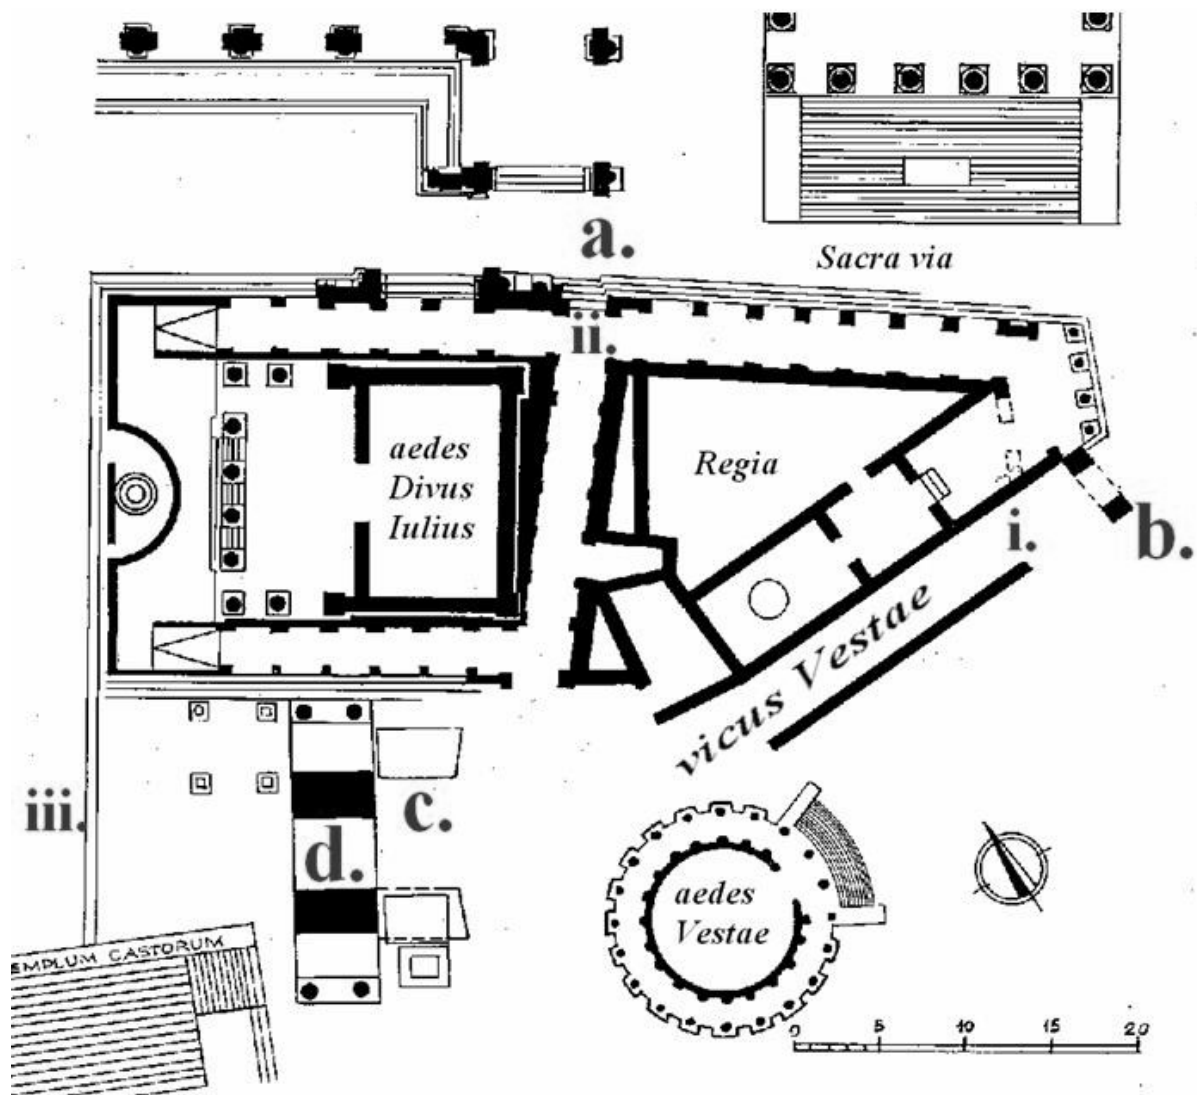 a.
Sacra via
ii.
aedes
Divus
Iulius
Regia
i.
b.
vicus Vestae
iii.
c.
d.
aedes
Vestae
EMPLUM CASTORUM
0 5 10 15 20